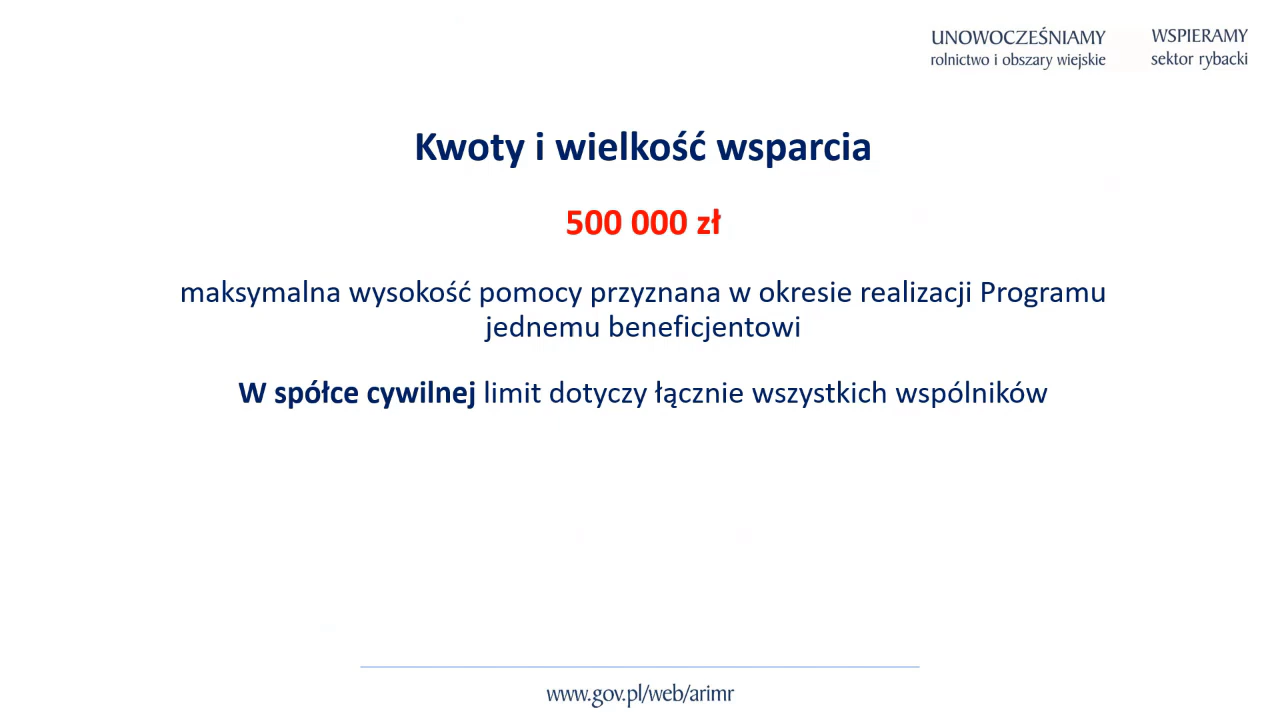 UNOWOCZEŚNIAMY
rolnictwo i obszary wiejskie
WSPIERAMY
sektor rybacki
Kwoty i wielkość wsparcia
500 000 zł
maksymalna wysokość pomocy przyznana w okresie realizacji Programu
jednemu beneficjentowi
W spółce cywilnej limit dotyczy łącznie wszystkich wspólników
www.gov.pl/web/arimr